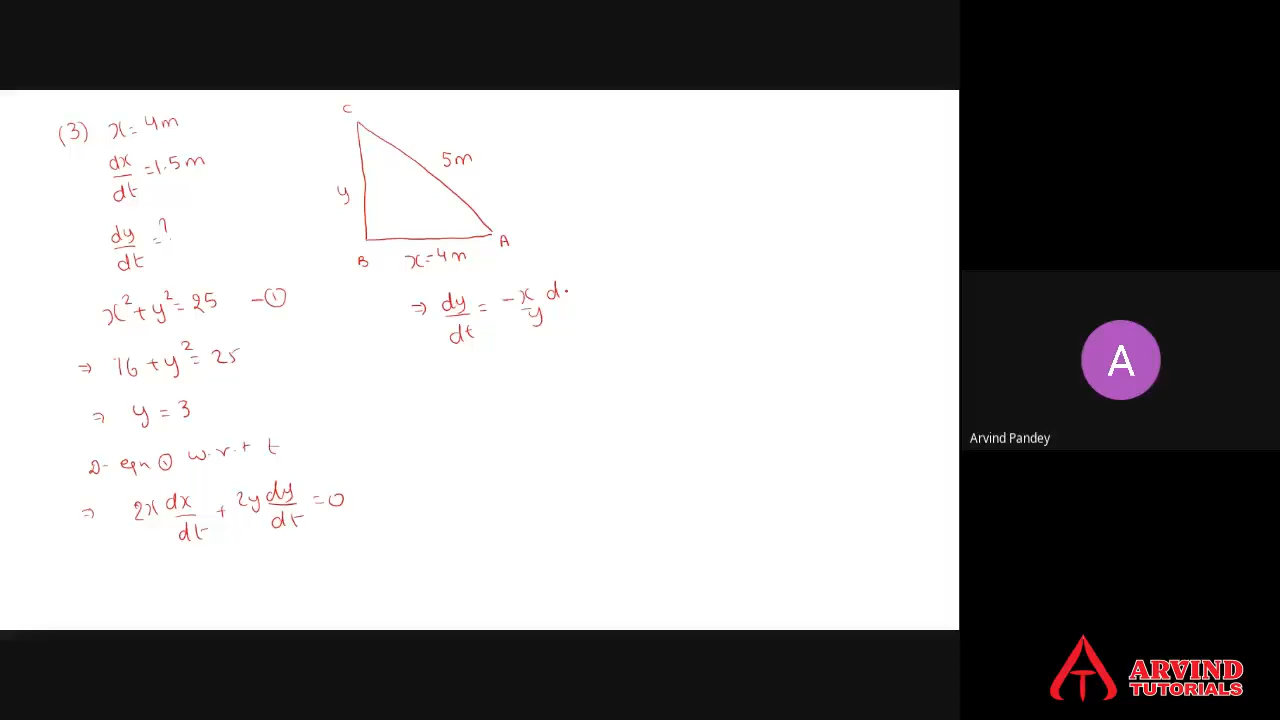 (3) x = 4m
dx/dt = 1.5m
dy/dt = ?
x² + y² = 25 -①
⇒ 16 + y² = 25
⇒ y = 3
D. eqn ① w.r.t t
⇒ 2x dx/dt + 2y dy/dt = 0
C
5m
y
B
x=4m
A
⇒ dy/dt = -x/y d
A
Arvind Pandey
ARVIND
TUTORIALS